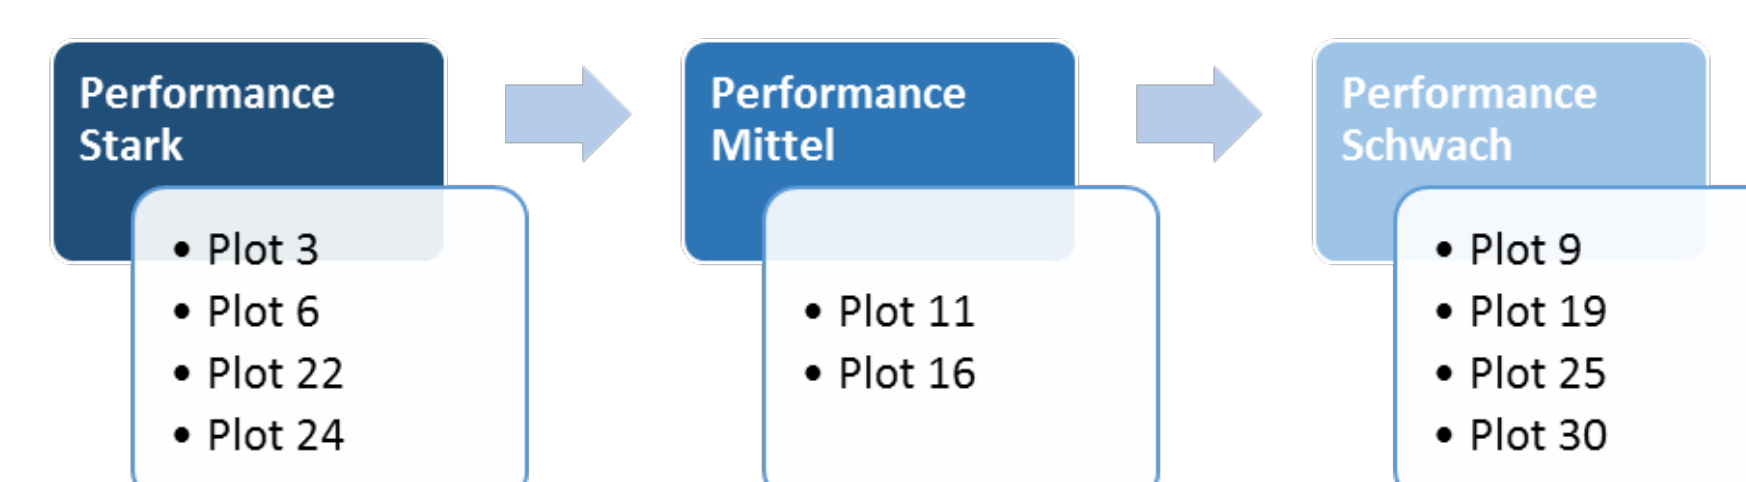 Performance
Stark
• Plot 3
• Plot 6
• Plot 22
• Plot 24
Performance
Mittel
• Plot 11
• Plot 16
Performance
Schwach
• Plot 9
• Plot 19
• Plot 25
• Plot 30